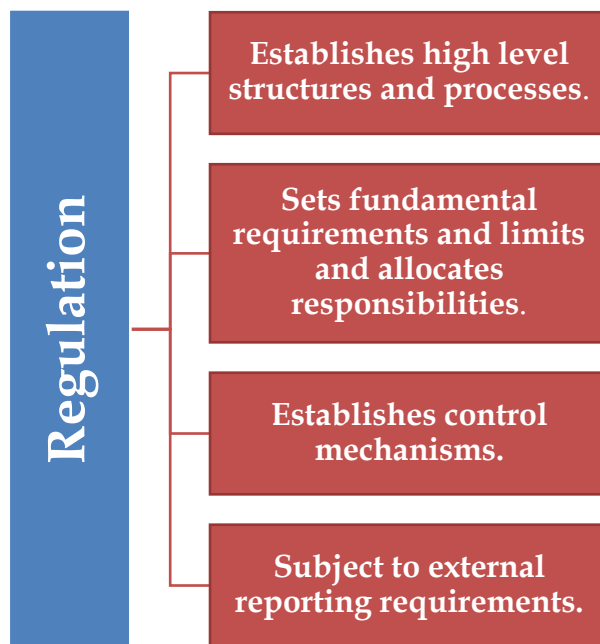 Regulation
Establishes high level
structures and processes.
Sets fundamental
requirements and limits
and allocates
responsibilities.
Establishes control
mechanisms.
Subject to external
reporting requirements.